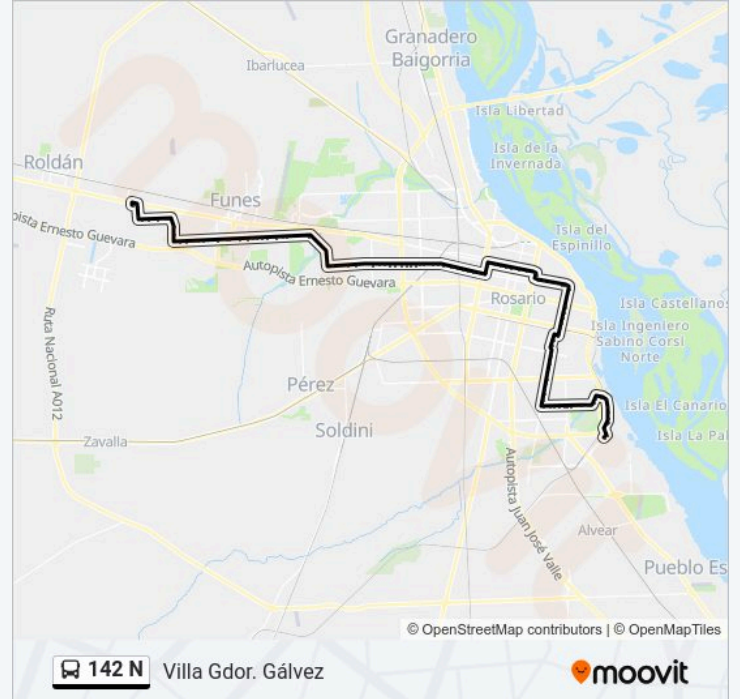 Granadero
Baigorria
Ibarlucea
Isla Libertad
Isla de la
Invernada
Roldán
Funes
Isla del
Espinillo
pista Ernesto Guevara
Autopista Ernesto Guevara
Rosario
Isla Castellanos
Isla Ingeniero
Sabino Corsi
Norte
Ruta Nacional A012
Pérez
Isla El Canario
Soldini
Zavalla
Isla La Pal
Autopista Juan José Valle
Alvear
Pueblo Es
© OpenStreetMap contributors | © OpenMapTiles
142 N Villa Gdor. Gálvez
moovit